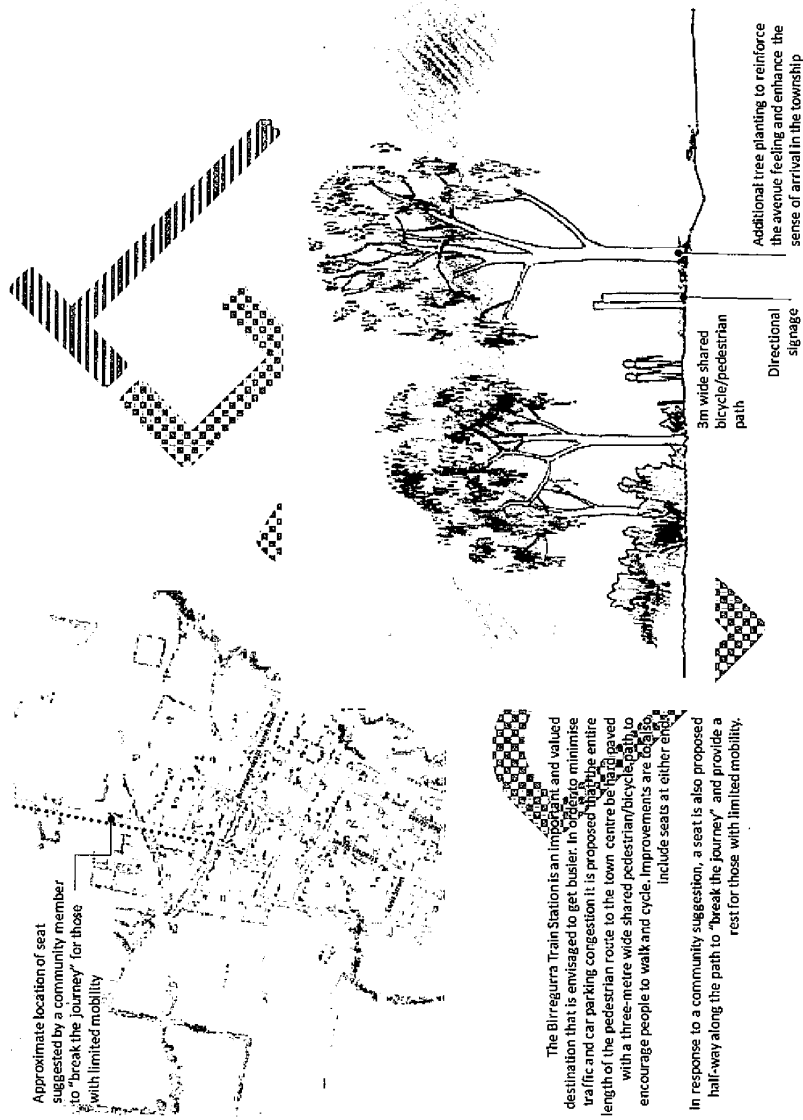 Approximate location of seat
suggested by a community member
to "break the journey" for those
with limited mobility
The Birregurra Train Station is an important and valued
destination that is envisaged to get busier. In order to minimise
traffic and car parking congestion it is proposed that the entire
length of the pedestrian route to the town centre be hard paved
with a three-metre wide shared pedestrian/bicycle path to
encourage people to walk and cycle. Improvements are to also
include seats at either end.
In response to a community suggestion, a seat is also proposed
half-way along the path to "break the journey" and provide a
rest for those with limited mobility.
3m wide shared
bicycle/pedestrian
path
Directional
signage
Additional tree planting to reinforce
the avenue feeling and enhance the
sense of arrival in the township